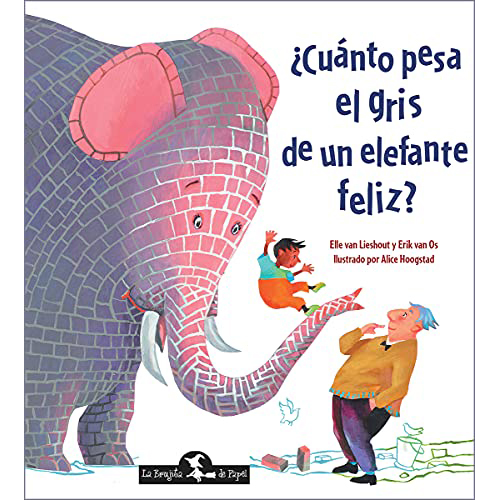 ¿Cuánto pesa
el gris
de un elefante
feliz?
Elle van Lieshout y Erik van Os
Ilustrado por Alice Hoogstad
La Brujita de Papel